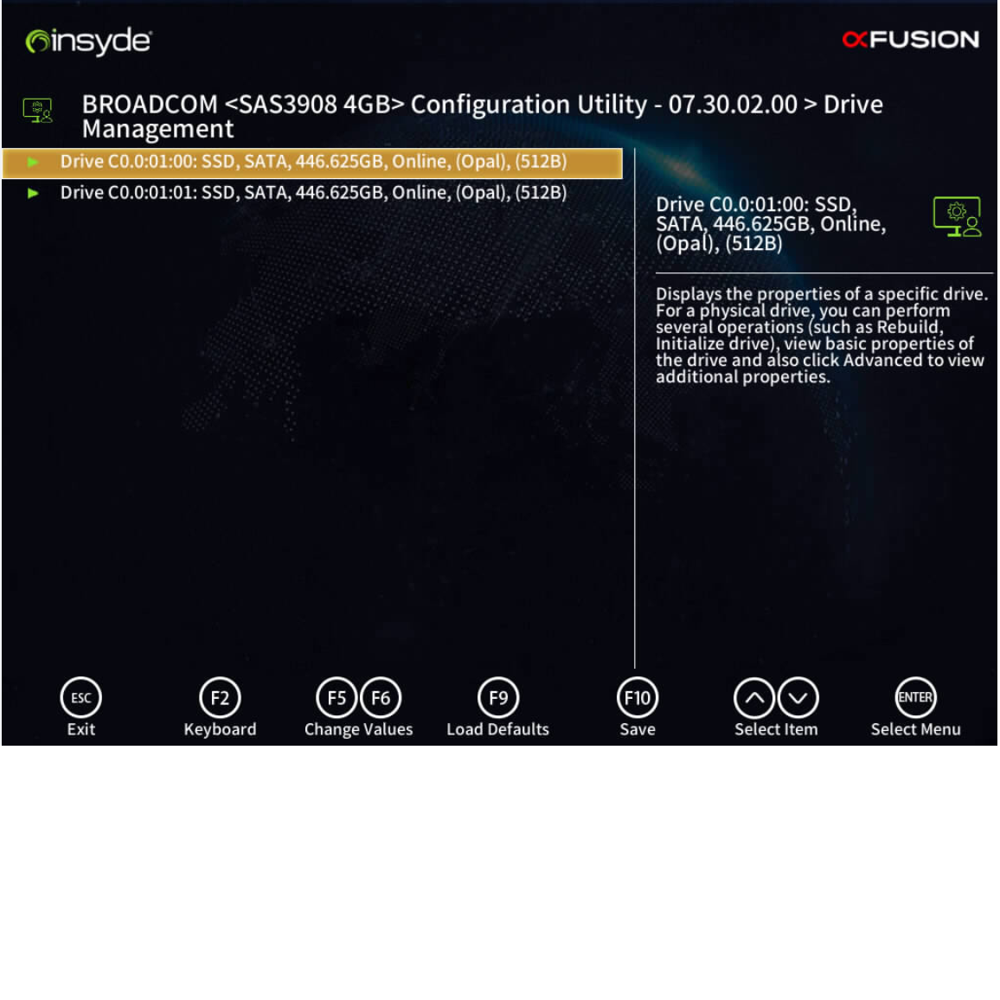 insyde
xFUSION
BROADCOM <SAS3908 4GB> Configuration Utility - 07.30.02.00 > Drive
Management
Drive C0.0:01:00: SSD, SATA, 446.625GB, Online, (Opal), (512B)
Drive C0.0:01:01: SSD, SATA, 446.625GB, Online, (Opal), (512B)
Drive C0.0:01:00: SSD,
SATA, 446.625GB, Online,
(Opal), (512B)
Displays the properties of a specific drive.
For a physical drive, you can perform
several operations (such as Rebuild,
Initialize drive), view basic properties of
the drive and also click Advanced to view
additional properties.
ESC F2 F5 F6 F9 F10 ENTER
Exit Keyboard Change Values Load Defaults Save Select Item Select Menu